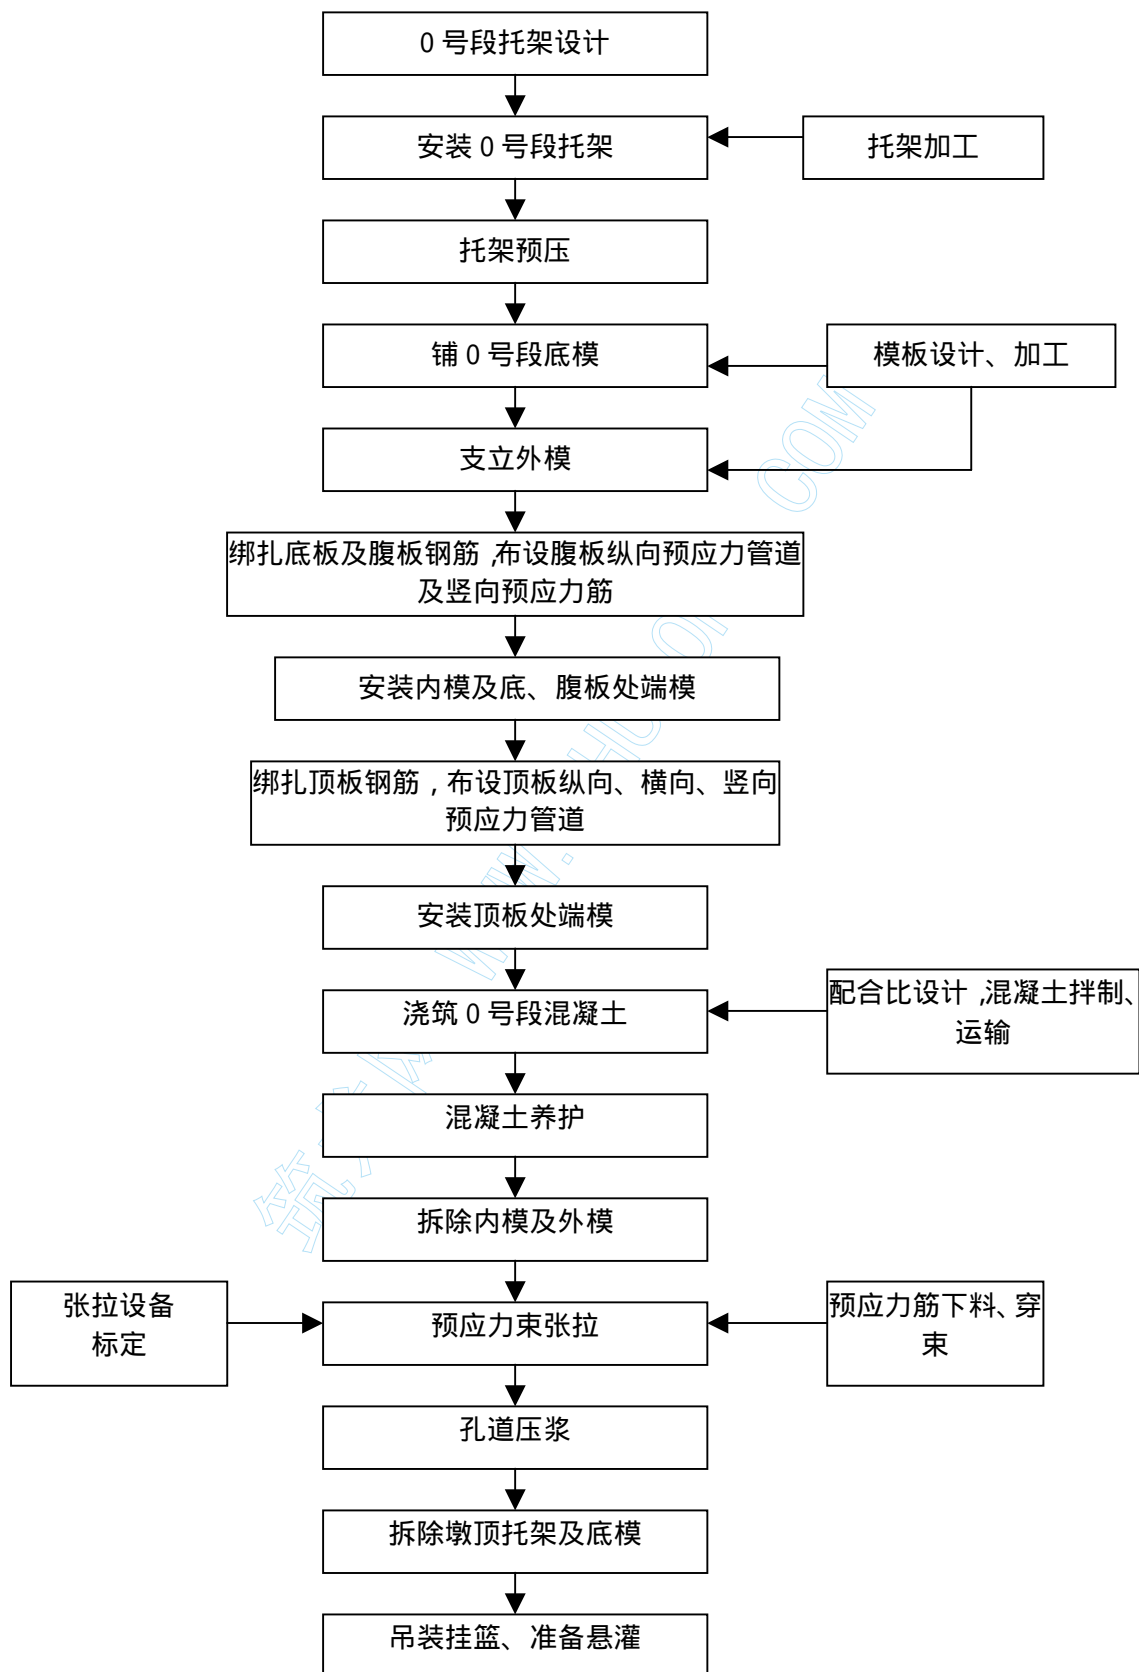 0号段托架设计
安装0号段托架
托架加工
托架预压
铺0号段底模
模板设计、加工
支立外模
绑扎底板及腹板钢筋,布设腹板纵向预应力管道
及竖向预应力筋
安装内模及底、腹板处端模
绑扎顶板钢筋,布设顶板纵向、横向、竖向
预应力管道
安装顶板处端模
浇筑0号段混凝土
配合比设计,混凝土拌制、
运输
混凝土养护
拆除内模及外模
张拉设备
标定
预应力束张拉
预应力筋下料、穿
束
孔道压浆
拆除墩顶托架及底模
吊装挂篮、准备悬灌